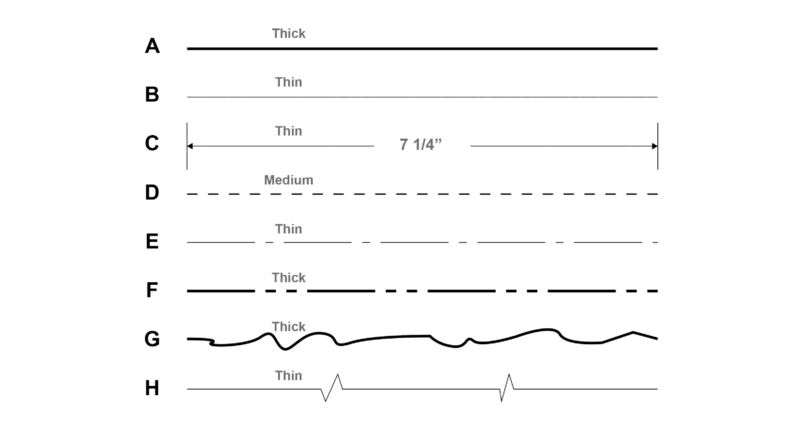 A Thick
B Thin
C Thin 7 1/4”
D Medium
E Thin
F Thick
G Thick
H Thin